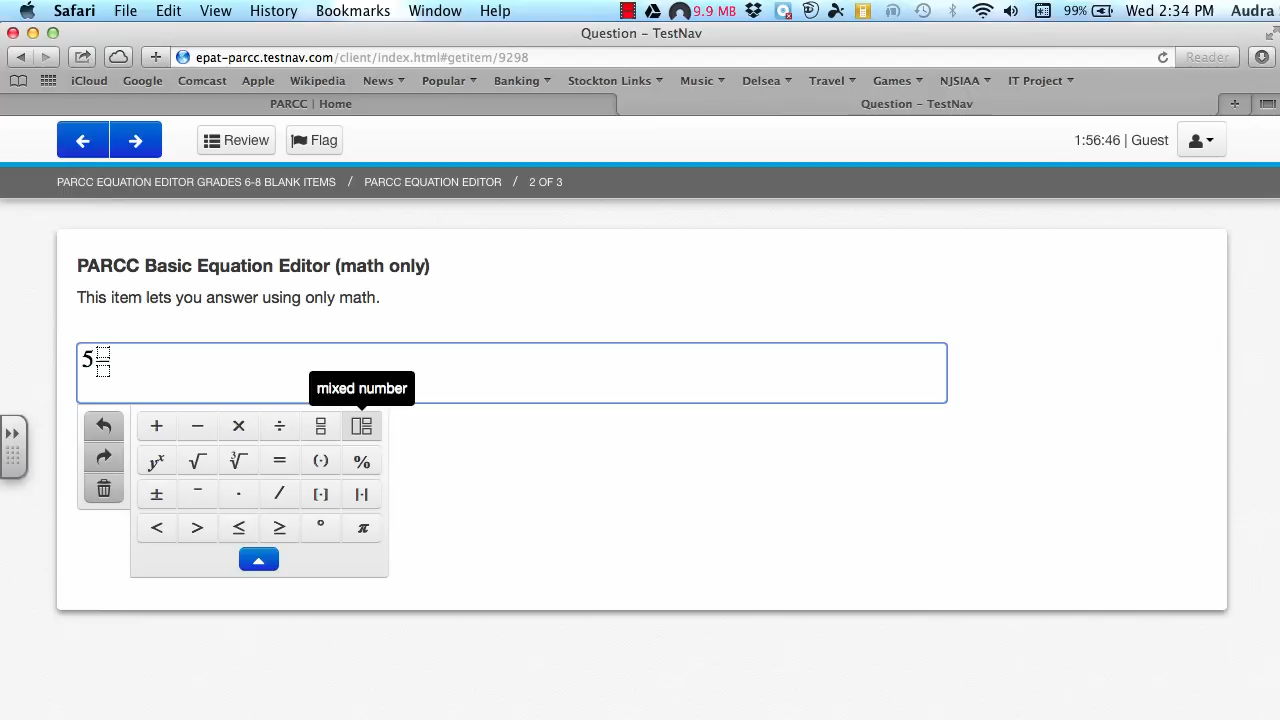 Safari File Edit View History Bookmarks Window Help 9.9 MB 99% Wed 2:34 PM Audra
Question – TestNav
epat-parcc.testnav.com/client/index.html#getitem/9298 Reader
iCloud Google Comcast Apple Wikipedia News Popular Banking Stockton Links Music Delsea Travel Games NJSIAA IT Project
PARCC | Home Question – TestNav
Review Flag 1:56:46 | Guest
PARCC EQUATION EDITOR GRADES 6-8 BLANK ITEMS / PARCC EQUATION EDITOR / 2 OF 3
PARCC Basic Equation Editor (math only)
This item lets you answer using only math.
5
mixed number
+ − × ÷
yˣ √ ∛ = (·) %
± − · / [·] |·|
< > ≤ ≥ ° π